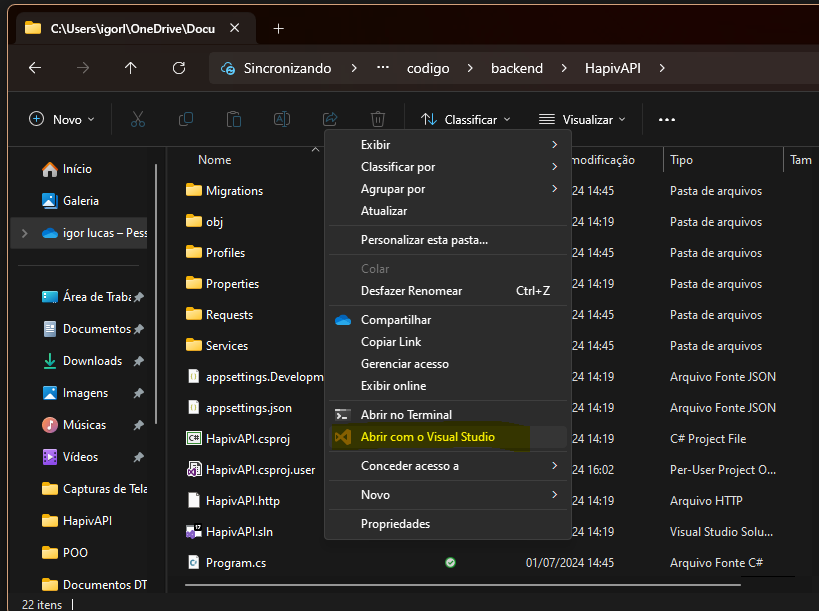 C:\Users\igorl\OneDrive\Docu
Sincronizando > ... codigo > backend > HapivAPI >
Novo
Classificar
Visualizar
Início
Galeria
igor lucas – Pess
Área de Traba
Documentos
Downloads
Imagens
Músicas
Vídeos
Capturas de Tela
HapivAPI
POO
Documentos DT
Nome modificação Tipo Tam
Migrations 24 14:45 Pasta de arquivos
obj 24 14:19 Pasta de arquivos
Profiles 24 14:45 Pasta de arquivos
Properties 24 14:19 Pasta de arquivos
Requests 24 14:45 Pasta de arquivos
Services 24 14:45 Pasta de arquivos
appsettings.Developm 24 14:19 Arquivo Fonte JSON
appsettings.json 24 14:19 Arquivo Fonte JSON
HapivAPI.csproj 24 14:19 C# Project File
HapivAPI.csproj.user 24 16:02 Per-User Project O...
HapivAPI.http 24 14:19 Arquivo HTTP
HapivAPI.sln 24 14:19 Visual Studio Solu...
Program.cs 01/07/2024 14:45 Arquivo Fonte C#
Exibir
Classificar por
Agrupar por
Atualizar
Personalizar esta pasta...
Colar
Desfazer Renomear Ctrl+Z
Compartilhar
Copiar Link
Gerenciar acesso
Exibir online
Abrir no Terminal
Abrir com o Visual Studio
Conceder acesso a
Novo
Propriedades
22 itens